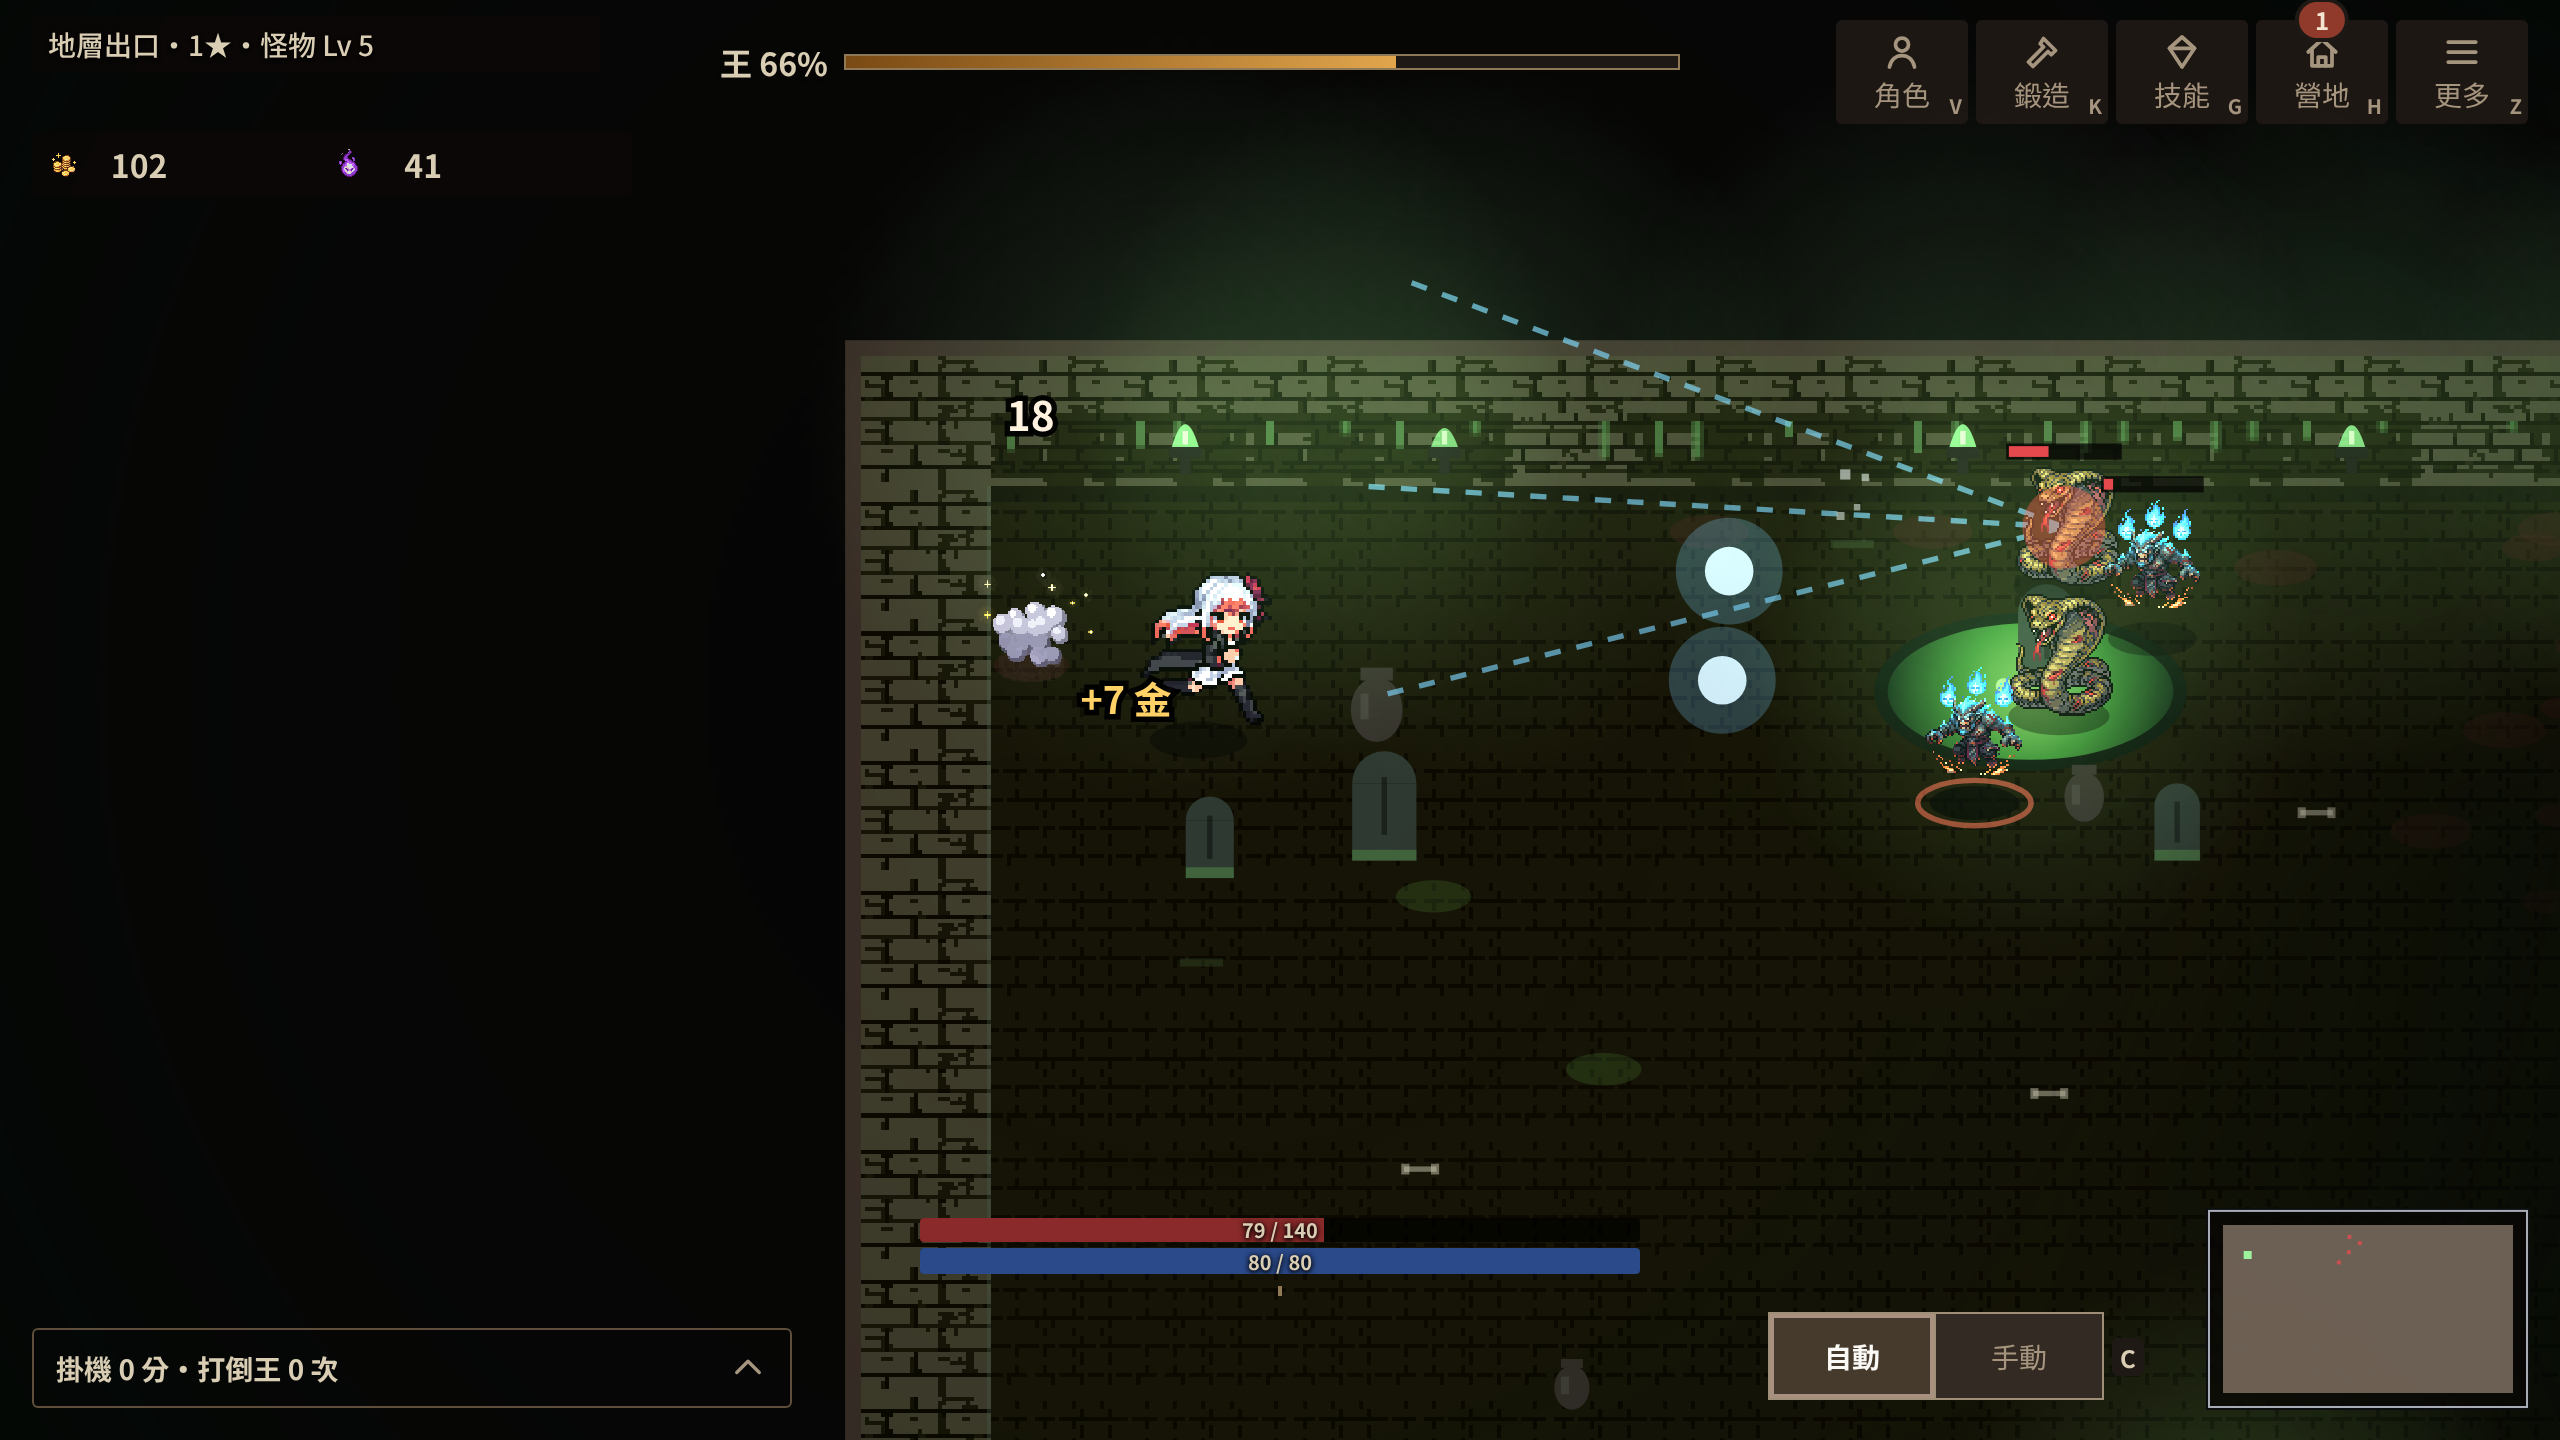 地層出口・1★・怪物 Lv 5
王 66%
102
41
角色 V
鍛造 K
技能 G
1
營地 H
更多 Z
18
+7 金
79 / 140
80 / 80
掛機 0 分・打倒王 0 次
自動
手動
C